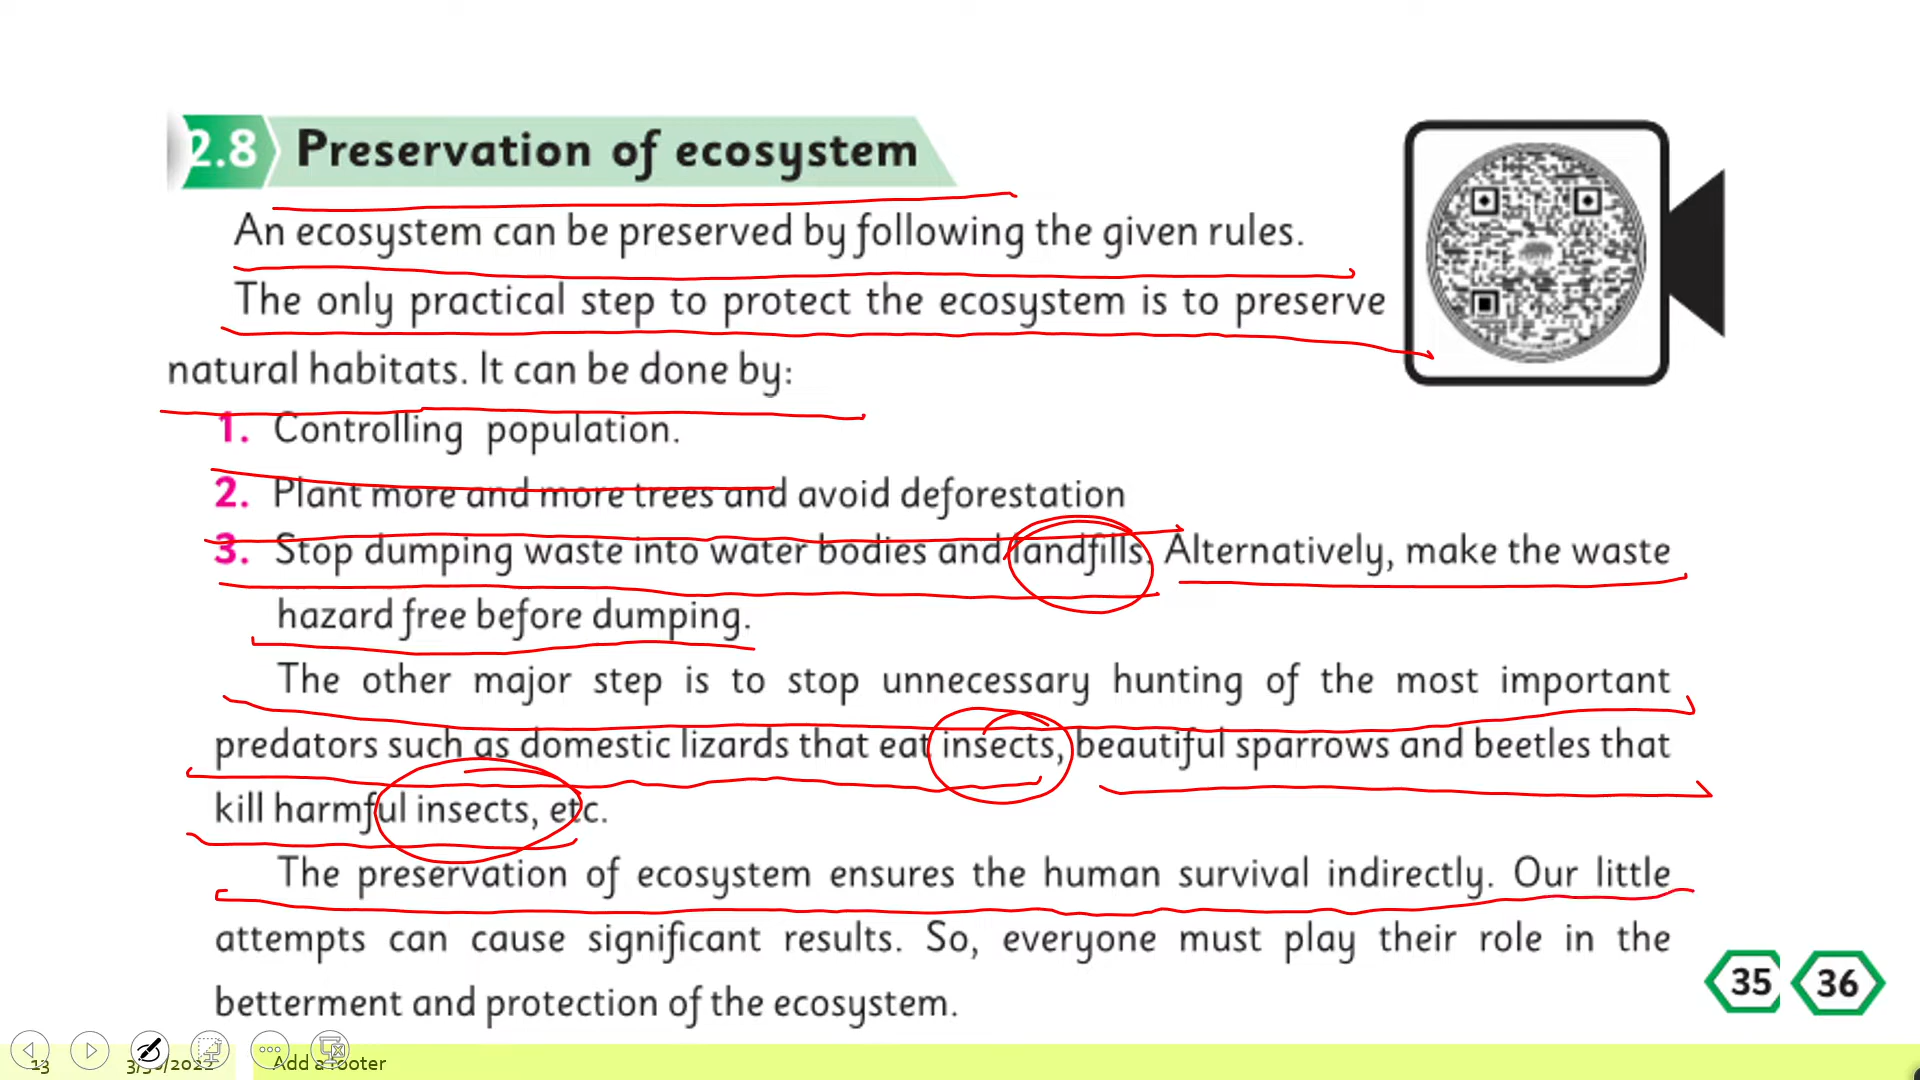 2.8 Preservation of ecosystem
An ecosystem can be preserved by following the given rules.
The only practical step to protect the ecosystem is to preserve
natural habitats. It can be done by:
1. Controlling population.
2. Plant more and more trees and avoid deforestation
3. Stop dumping waste into water bodies and landfills. Alternatively, make the waste
hazard free before dumping.
The other major step is to stop unnecessary hunting of the most important
predators such as domestic lizards that eat insects, beautiful sparrows and beetles that
kill harmful insects, etc.
The preservation of ecosystem ensures the human survival indirectly. Our little
attempts can cause significant results. So, everyone must play their role in the
betterment and protection of the ecosystem.
35 36
13 Add a footer